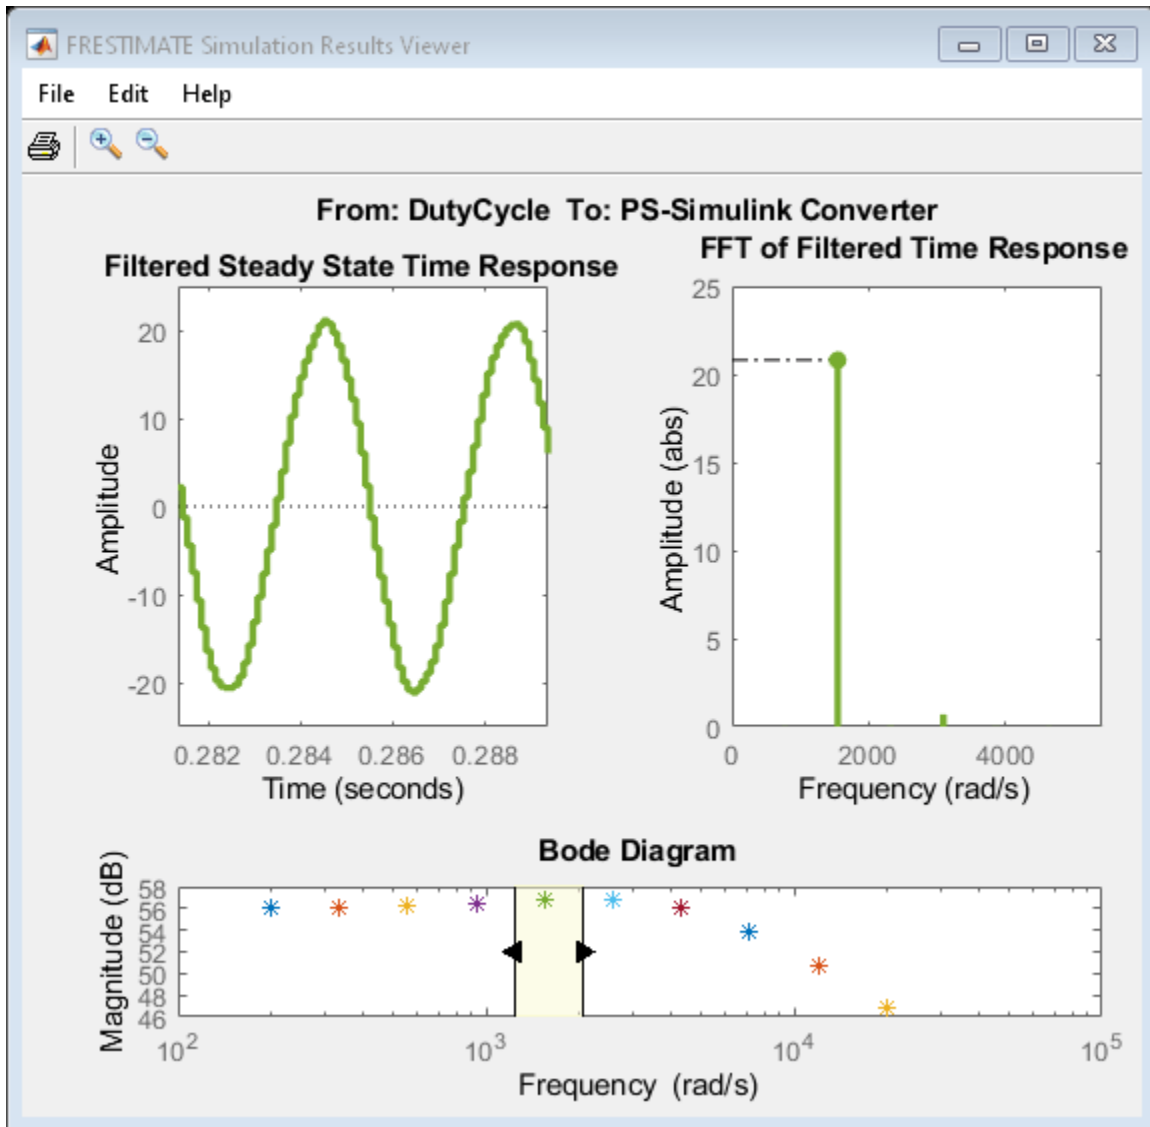 FRESTIMATE Simulation Results Viewer
File Edit Help
From: DutyCycle To: PS-Simulink Converter
Filtered Steady State Time Response
20
10
0
-10
-20
Amplitude
0.282 0.284 0.286 0.288
Time (seconds)
FFT of Filtered Time Response
25
20
15
10
5
0
Amplitude (abs)
0 2000 4000
Frequency (rad/s)
Bode Diagram
58
56
54
52
50
48
46
Magnitude (dB)
10^2 10^3 10^4 10^5
Frequency (rad/s)